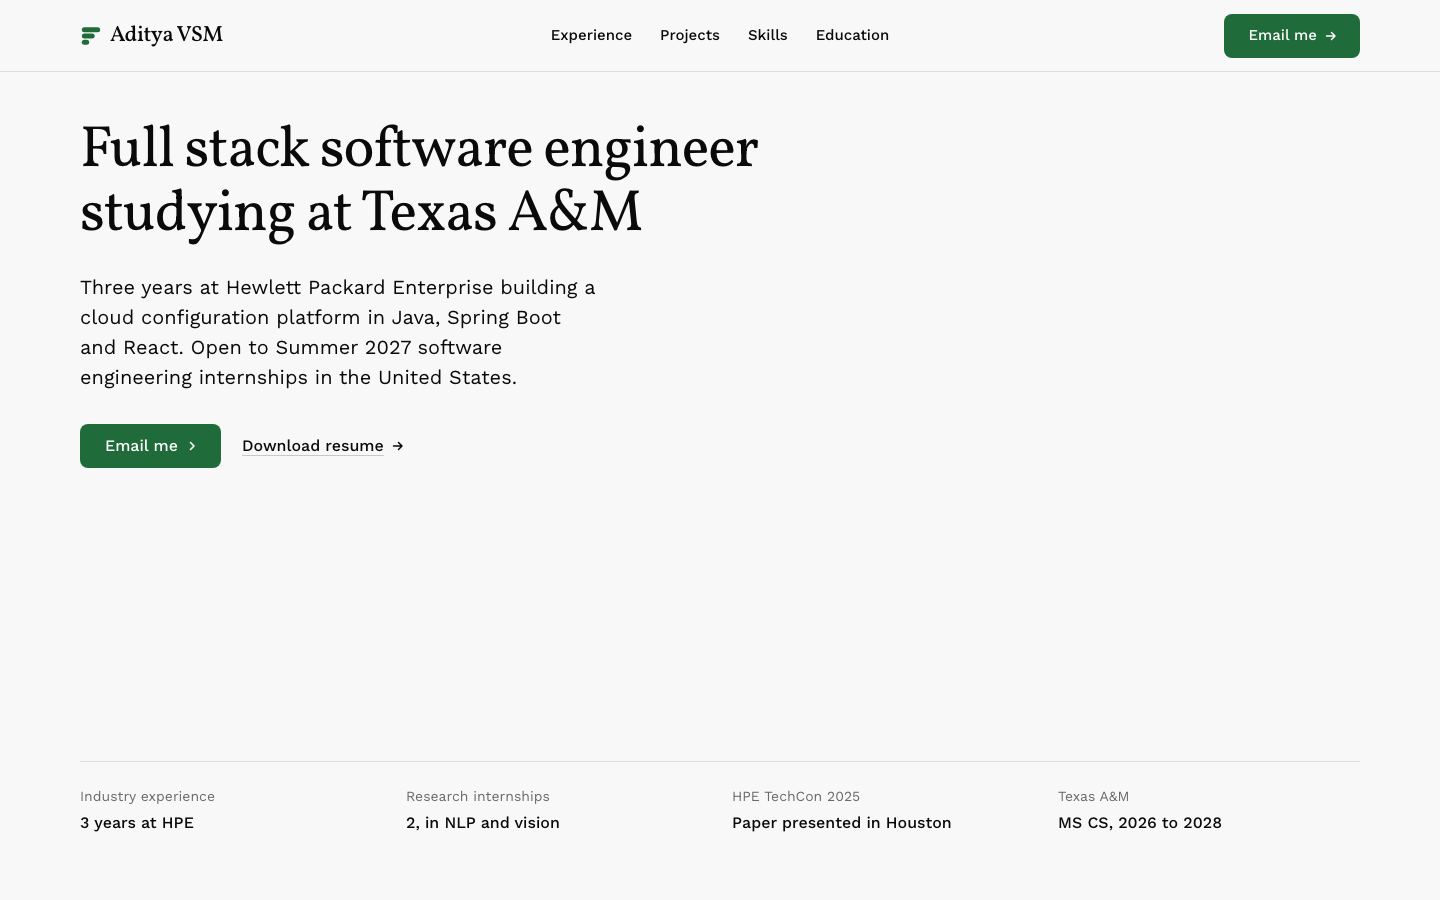 Aditya VSM
Experience
Projects
Skills
Education
Email me →
Full stack software engineer
studying at Texas A&M
Three years at Hewlett Packard Enterprise building a
cloud configuration platform in Java, Spring Boot
and React. Open to Summer 2027 software
engineering internships in the United States.
Email me ›
Download resume →
Industry experience
3 years at HPE
Research internships
2, in NLP and vision
HPE TechCon 2025
Paper presented in Houston
Texas A&M
MS CS, 2026 to 2028